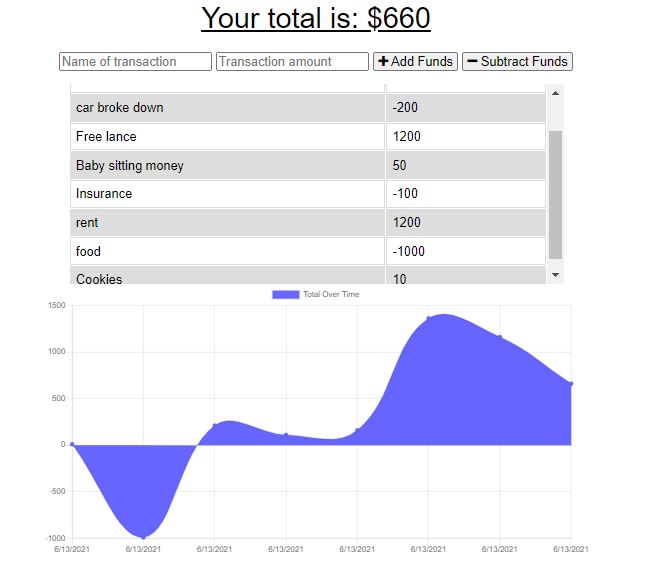 Your total is: $660
Name of transaction Transaction amount + Add Funds − Subtract Funds
car broke down -200
Free lance 1200
Baby sitting money 50
Insurance -100
rent 1200
food -1000
Cookies 10
Total Over Time
1500
1000
500
0
-500
-1000
6/13/2021 6/13/2021 6/13/2021 6/13/2021 6/13/2021 6/13/2021 6/13/2021 6/13/2021